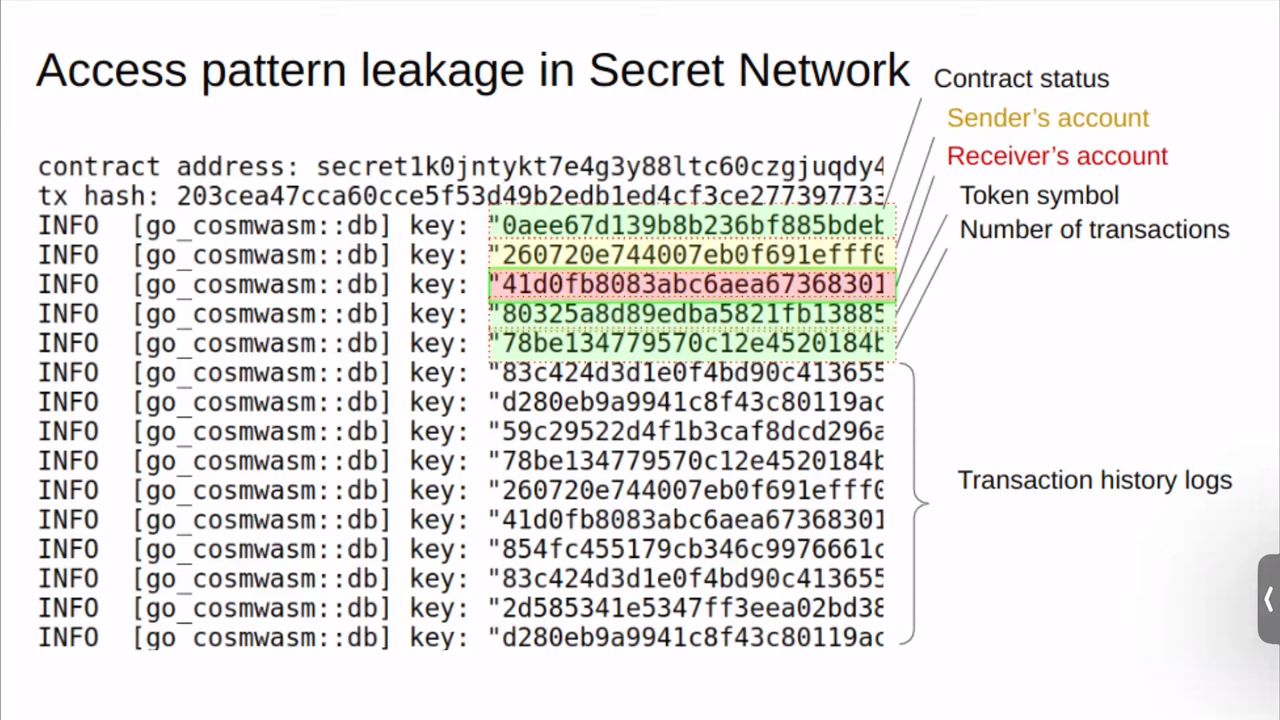 Access pattern leakage in Secret Network
Contract status
Sender's account
Receiver's account
Token symbol
Number of transactions
contract address: secret1k0jntykt7e4g3y88ltc60czgjuqdy4
tx hash: 203cea47cca60cce5f53d49b2edb1ed4cf3ce277397733
INFO [go_cosmwasm::db] key: "0aee67d139b8b236bf885bdeb
INFO [go_cosmwasm::db] key: "260720e744007eb0f691efff0
INFO [go_cosmwasm::db] key: "41d0fb8083abc6aea67368301
INFO [go_cosmwasm::db] key: "80325a8d89edba5821fb13885
INFO [go_cosmwasm::db] key: "78be134779570c12e4520184b
INFO [go_cosmwasm::db] key: "83c424d3d1e0f4bd90c413655
INFO [go_cosmwasm::db] key: "d280eb9a9941c8f43c80119ac
INFO [go_cosmwasm::db] key: "59c29522d4f1b3caf8dcd296a
INFO [go_cosmwasm::db] key: "78be134779570c12e4520184b
INFO [go_cosmwasm::db] key: "260720e744007eb0f691efff0
INFO [go_cosmwasm::db] key: "41d0fb8083abc6aea67368301
INFO [go_cosmwasm::db] key: "854fc455179cb346c9976661c
INFO [go_cosmwasm::db] key: "83c424d3d1e0f4bd90c413655
INFO [go_cosmwasm::db] key: "2d585341e5347ff3eea02bd38
INFO [go_cosmwasm::db] key: "d280eb9a9941c8f43c80119ac
Transaction history logs